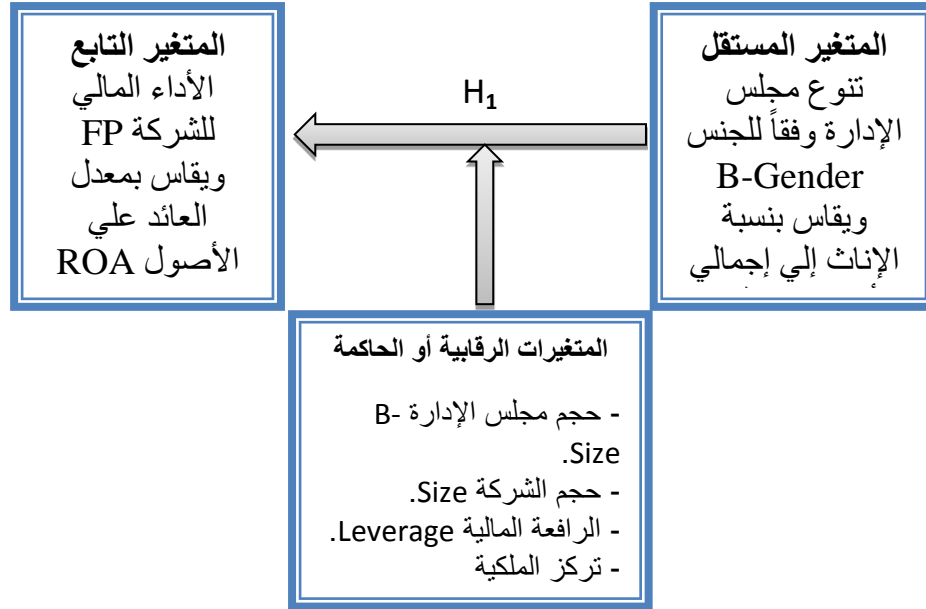 المتغير المستقل
تنوع مجلس
الإدارة وفقاً للجنس
B-Gender
ويقاس بنسبة
الإناث إلي إجمالي
H1
المتغير التابع
الأداء المالي
للشركة FP
ويقاس بمعدل
العائد علي
الأصول ROA
المتغيرات الرقابية أو الحاكمة
- حجم مجلس الإدارة B-
Size.
- حجم الشركة Size.
- الرافعة المالية Leverage.
- تركز الملكية